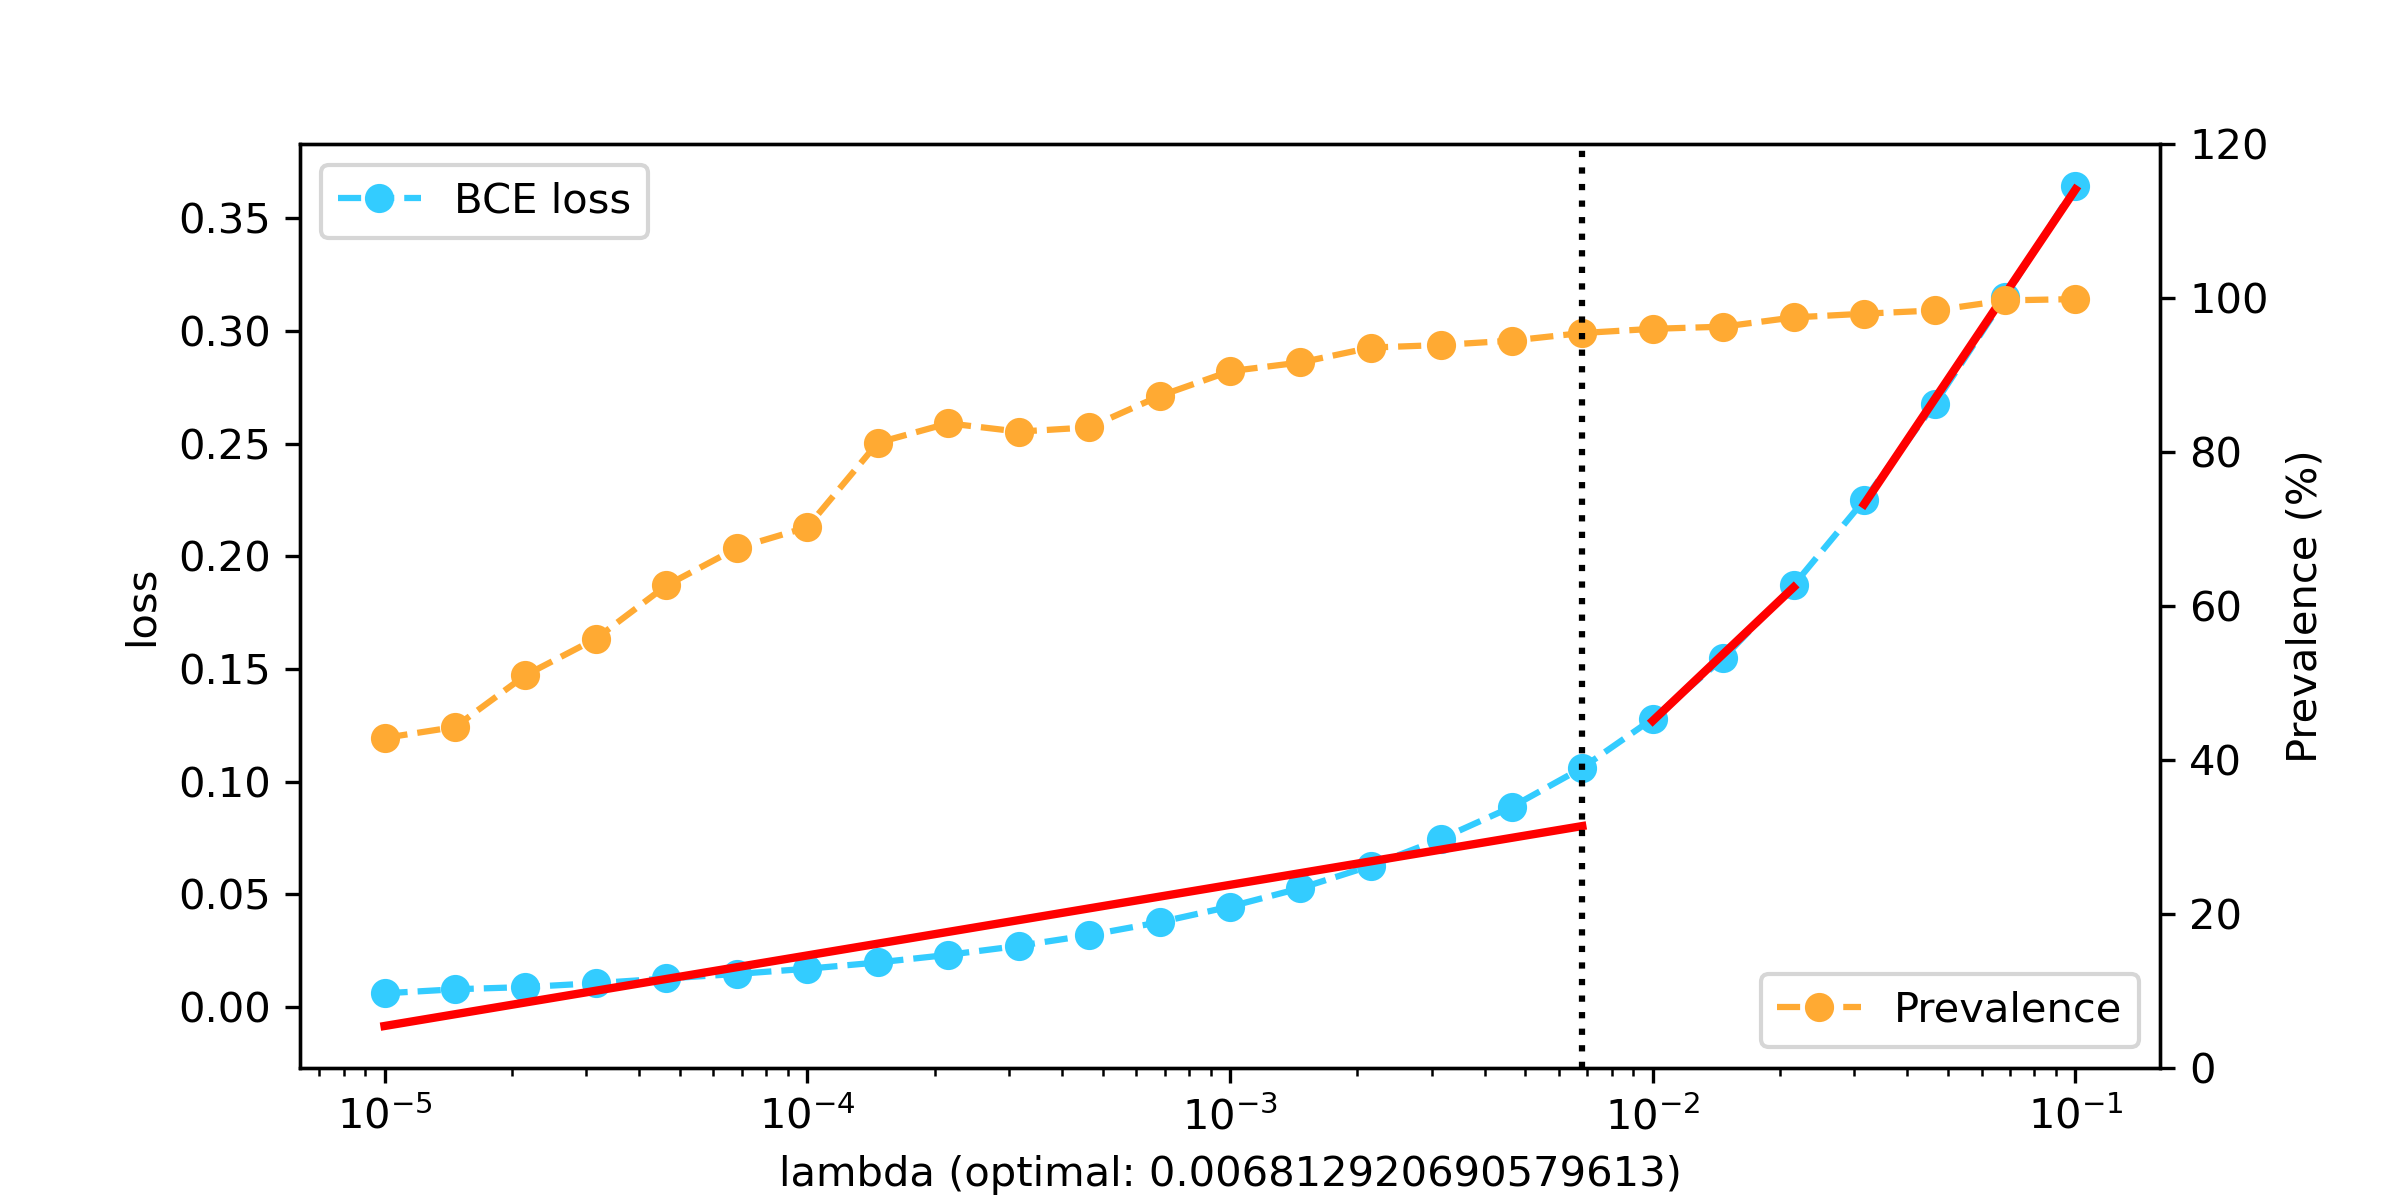 BCE loss
Prevalence
loss
0.35
0.30
0.25
0.20
0.15
0.10
0.05
0.00
120
100
80
60
40
20
0
Prevalence (%)
10⁻⁵ 10⁻⁴ 10⁻³ 10⁻² 10⁻¹
lambda (optimal: 0.006812920690579613)